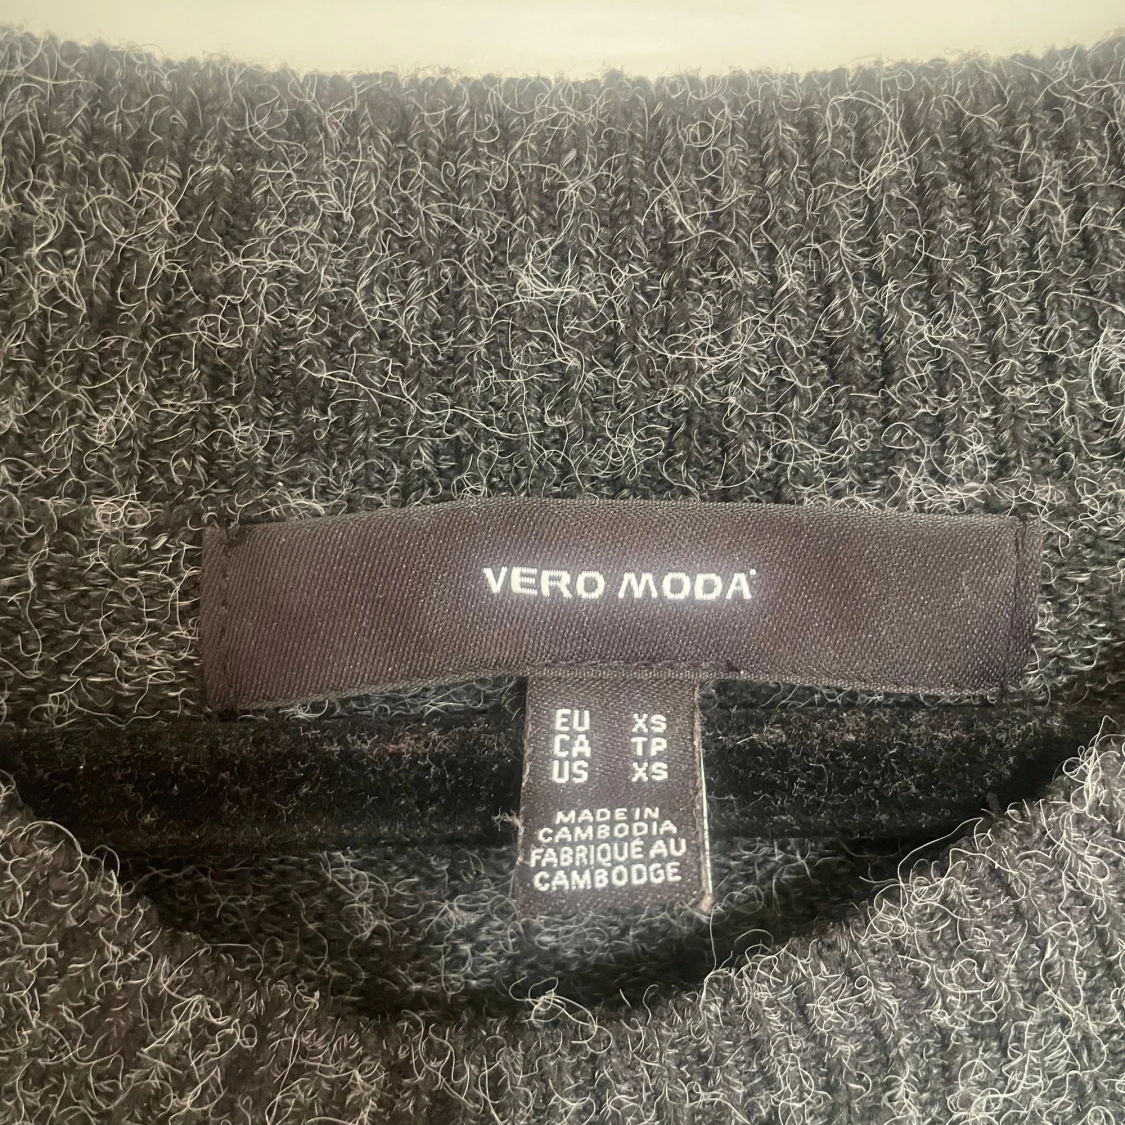 VERO MODA
EU XS
CA TP
US XS
MADE IN
CAMBODIA
FABRIQUÉ AU
CAMBODGE